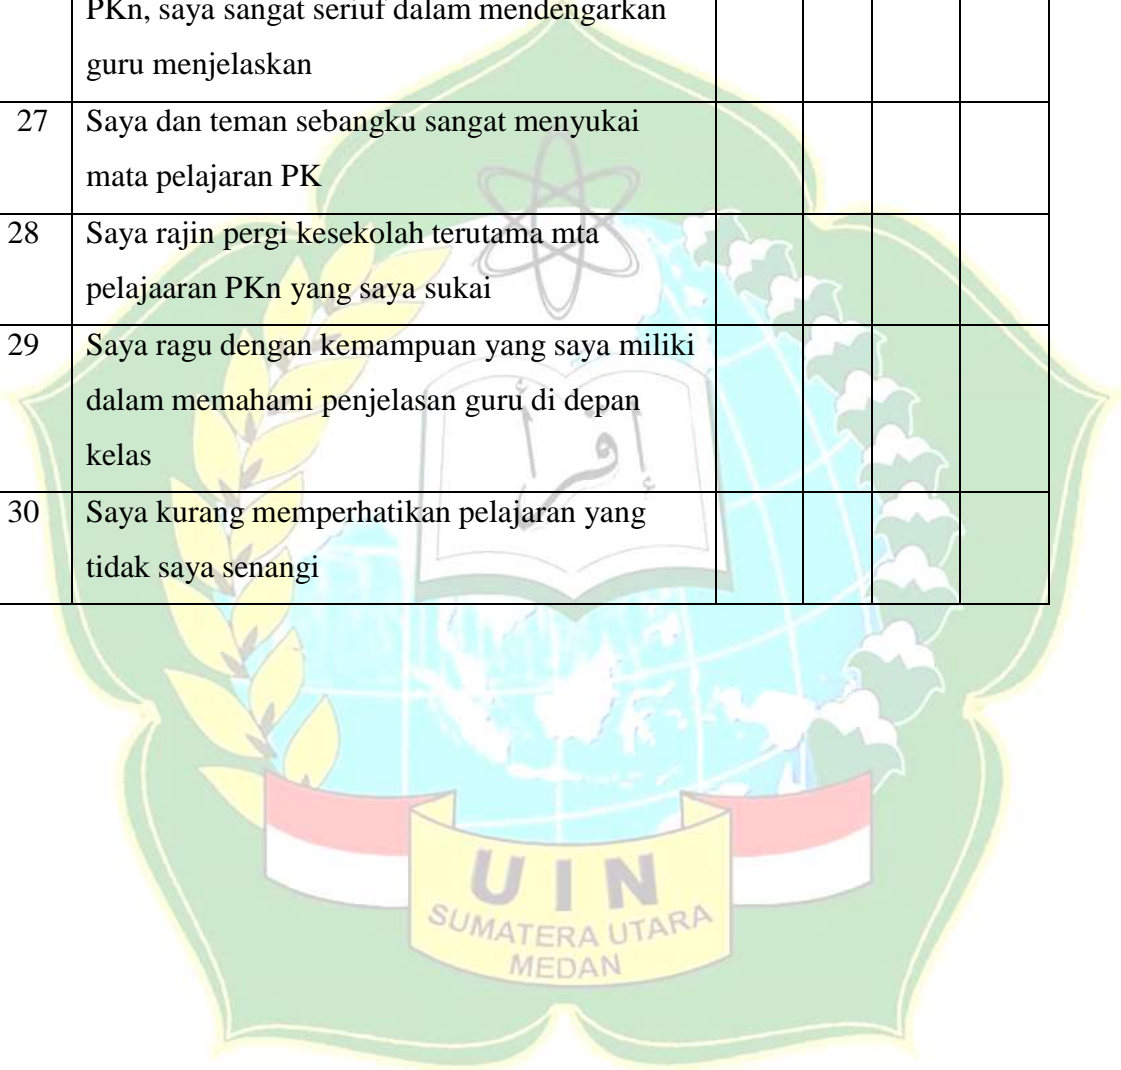 PKn, saya sangat seriuf dalam mendengarkan
guru menjelaskan
27 Saya dan teman sebangku sangat menyukai
mata pelajaran PK
28 Saya rajin pergi kesekolah terutama mta
pelajaaran PKn yang saya sukai
29 Saya ragu dengan kemampuan yang saya miliki
dalam memahami penjelasan guru di depan
kelas
30 Saya kurang memperhatikan pelajaran yang
tidak saya senangi
إقرأ
UIN
SUMATERA UTARA
MEDAN